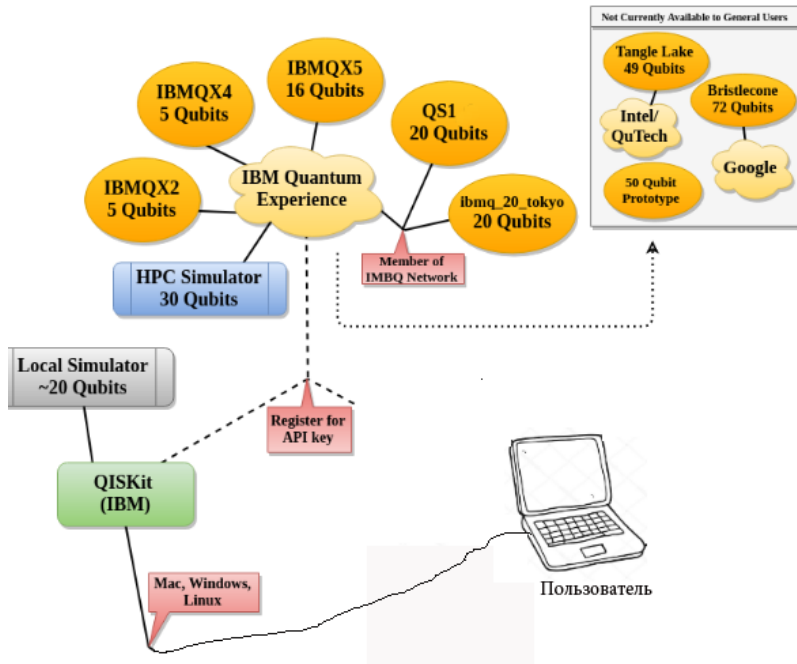 Not Currently Available to General Users
Tangle Lake
49 Qubits
Bristlecone
72 Qubits
Intel/
QuTech
Google
50 Qubit
Prototype
IBMQX5
16 Qubits
IBMQX4
5 Qubits
QS1
20 Qubits
IBM Quantum
Experience
IBMQX2
5 Qubits
ibmq_20_tokyo
20 Qubits
Member of
IMBQ Network
HPC Simulator
30 Qubits
Local Simulator
~20 Qubits
Register for
API key
QISKit
(IBM)
Mac, Windows,
Linux
Пользователь